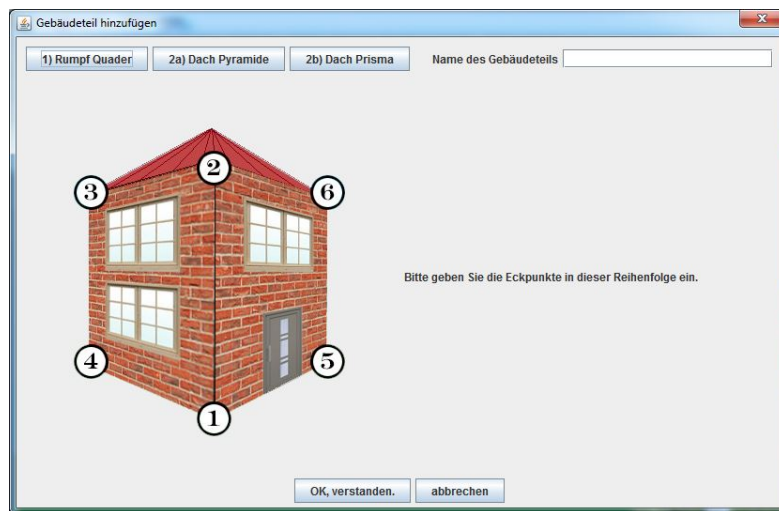 Gebäudeteil hinzufügen
1) Rumpf Quader 2a) Dach Pyramide 2b) Dach Prisma Name des Gebäudeteils
2
3 6
Bitte geben Sie die Eckpunkte in dieser Reihenfolge ein.
4 5
1
OK, verstanden. abbrechen